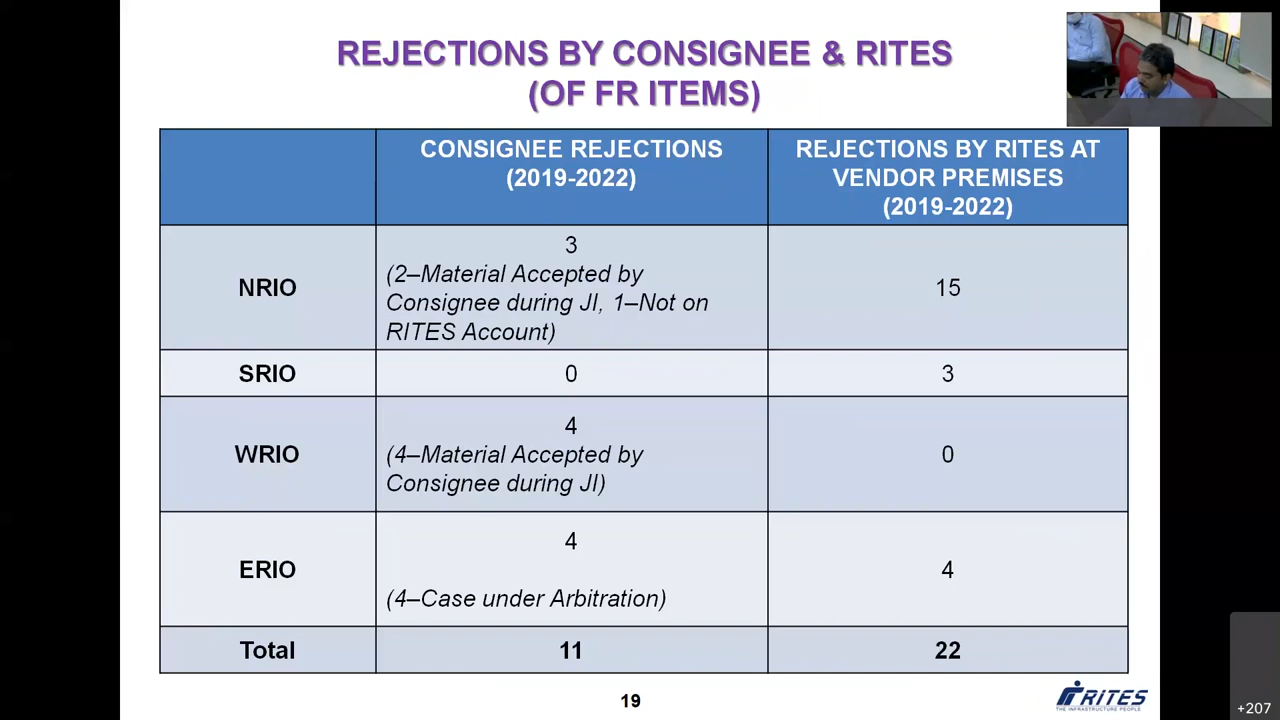 REJECTIONS BY CONSIGNEE & RITES
(OF FR ITEMS)
CONSIGNEE REJECTIONS
(2019-2022)
REJECTIONS BY RITES AT
VENDOR PREMISES
(2019-2022)
NRIO
3
(2–Material Accepted by
Consignee during JI, 1–Not on
RITES Account)
15
SRIO
0
3
WRIO
4
(4–Material Accepted by
Consignee during JI)
0
ERIO
4
(4–Case under Arbitration)
4
Total
11
22
19
RITES
THE INFRASTRUCTURE PEOPLE
+207